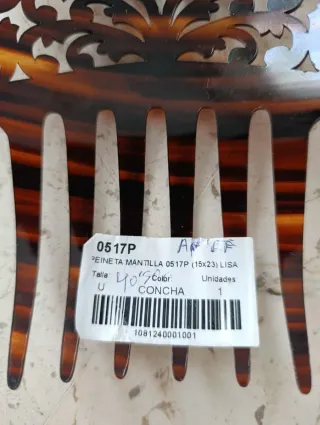 0517P
PEINETA MANTILLA 0517P (15x23) LISA
Talla Color Unidades
U CONCHA 1
1081240001001